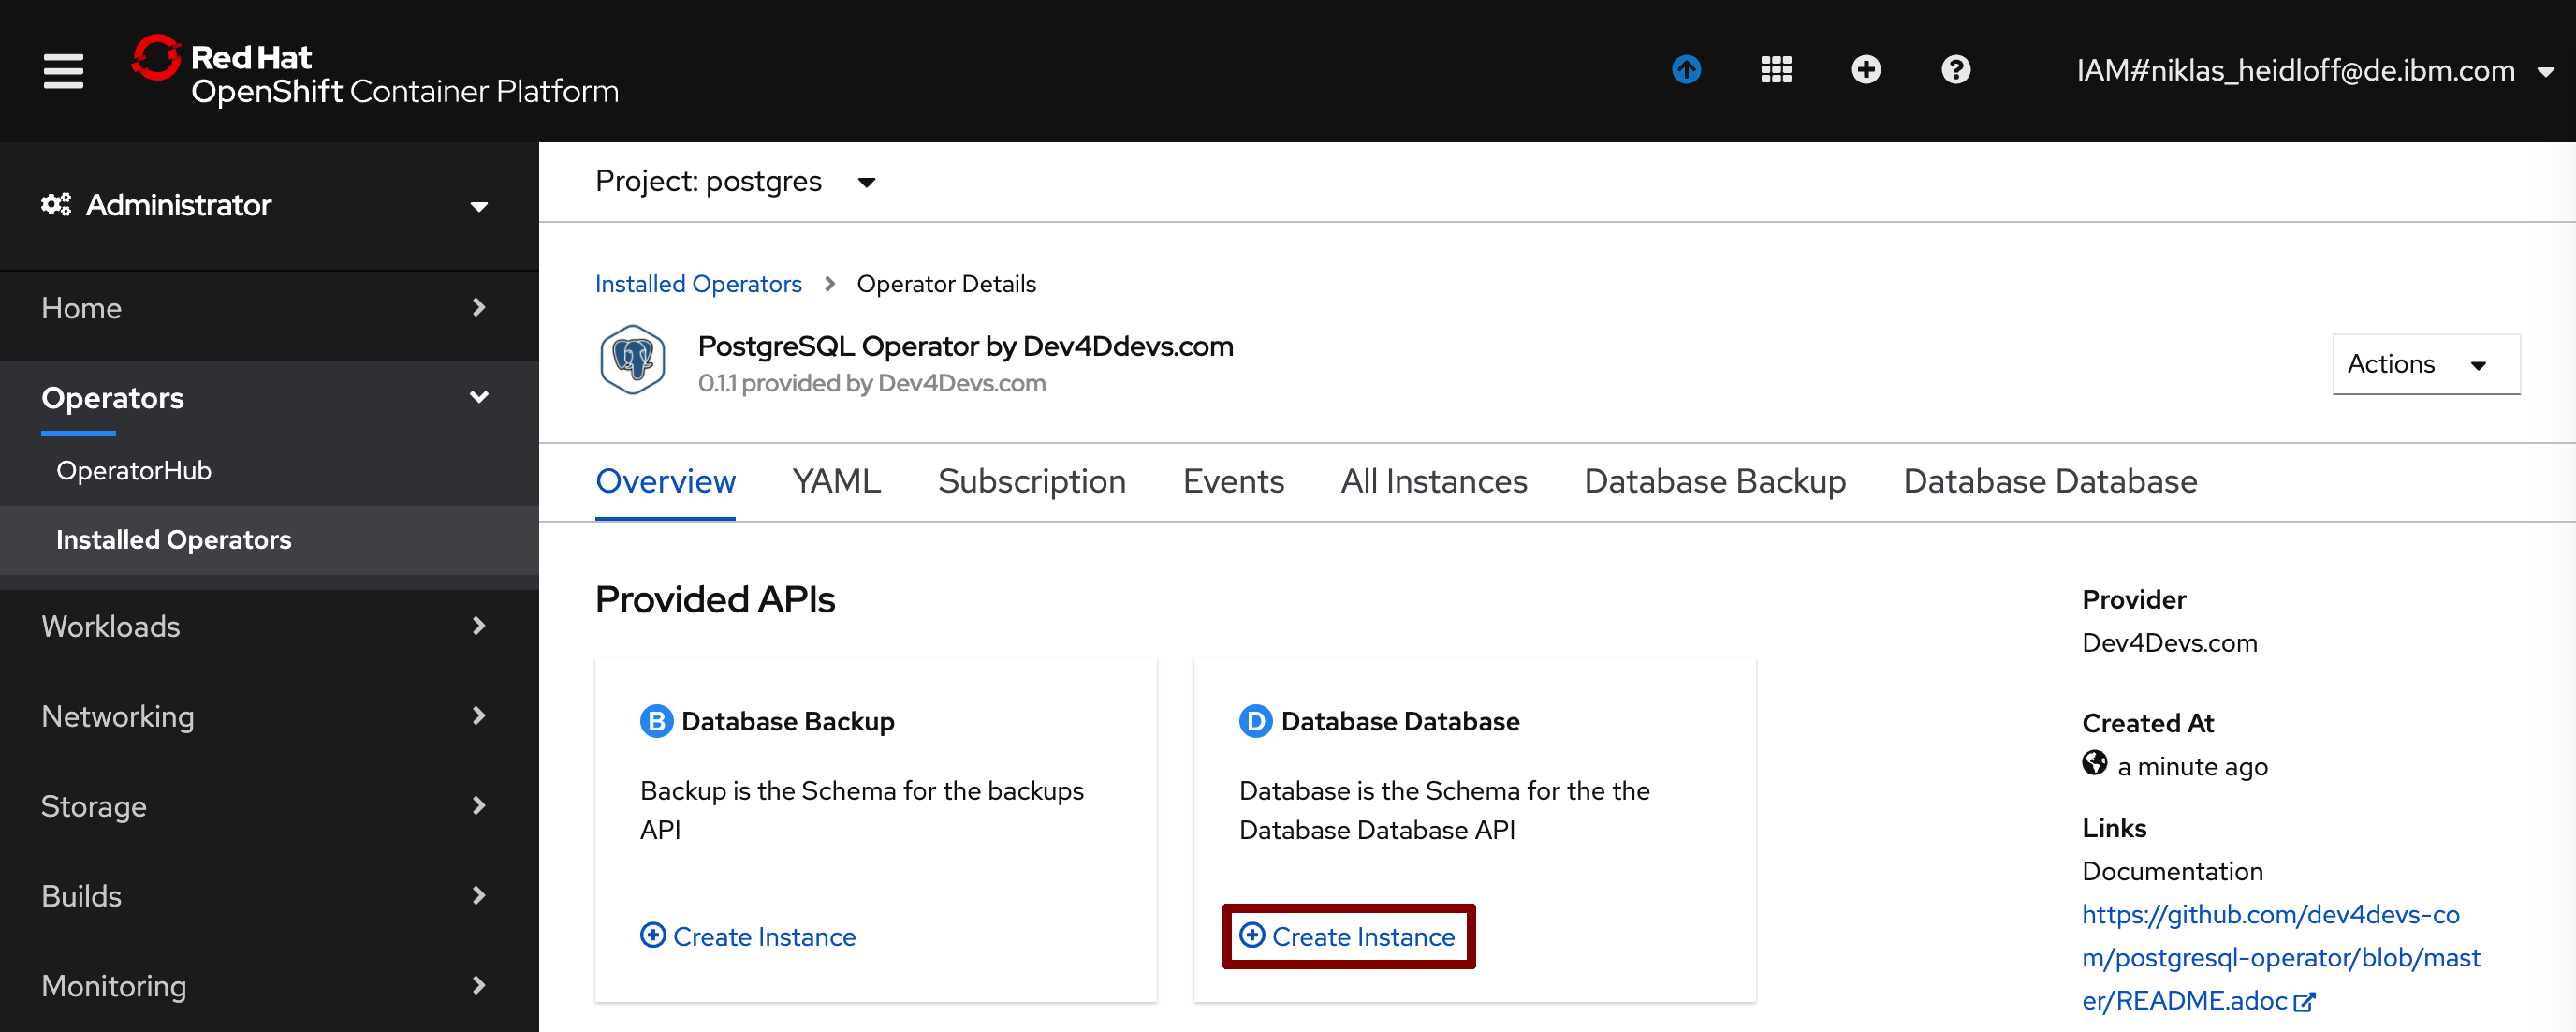 Red Hat
OpenShift Container Platform
IAM#niklas_heidloff@de.ibm.com
Administrator
Home
Operators
OperatorHub
Installed Operators
Workloads
Networking
Storage
Builds
Monitoring
Project: postgres
Installed Operators > Operator Details
PostgreSQL Operator by Dev4Ddevs.com
0.1.1 provided by Dev4Devs.com
Actions
Overview YAML Subscription Events All Instances Database Backup Database Database
Provided APIs
B Database Backup
Backup is the Schema for the backups
API
Create Instance
D Database Database
Database is the Schema for the the
Database Database API
Create Instance
Provider
Dev4Devs.com
Created At
a minute ago
Links
Documentation
https://github.com/dev4devs-co
m/postgresql-operator/blob/mast
er/README.adoc